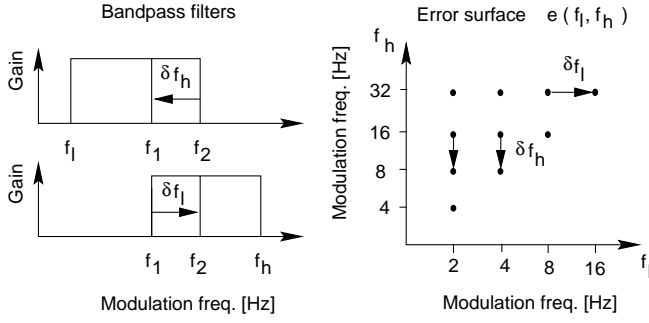 Bandpass filters
Gain
δf_h
f_l f_1 f_2
Gain
δf_l
f_1 f_2 f_h
Modulation freq. [Hz]
Error surface e ( f_l, f_h )
f_h
Modulation freq. [Hz]
32
16
8
4
δf_l
δf_h
2 4 8 16
f_l
Modulation freq. [Hz]